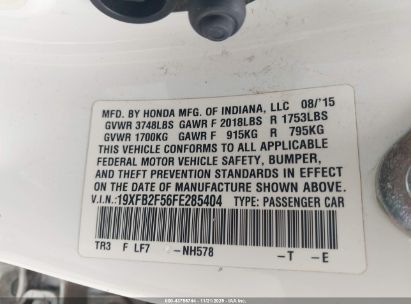 MFD. BY HONDA MFG. OF INDIANA, LLC 08/'15
GVWR 3748LBS GAWR F 2018LBS R 1753LBS
GVWR 1700KG GAWR F 915KG R 795KG
THIS VEHICLE CONFORMS TO ALL APPLICABLE
FEDERAL MOTOR VEHICLE SAFETY, BUMPER,
AND THEFT PREVENTION STANDARDS IN EFFECT
ON THE DATE OF MANUFACTURE SHOWN ABOVE.
V.I.N.: 19XFB2F56FE285404 TYPE: PASSENGER CAR
TR3 F LF7 -NH578 -T -E